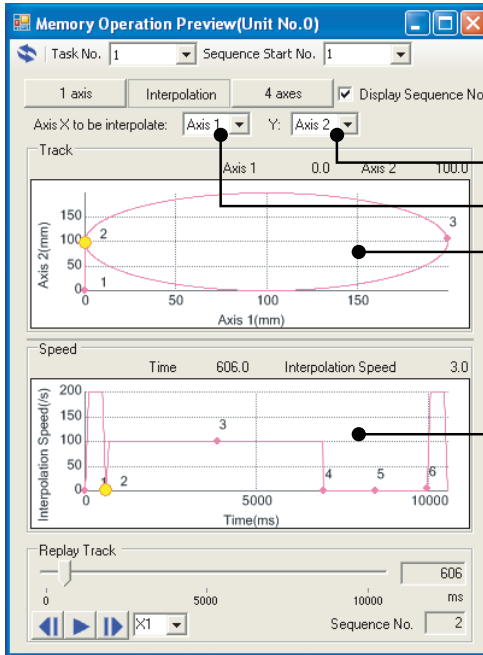 Memory Operation Preview(Unit No.0)
Task No. 1 Sequence Start No. 1
1 axis Interpolation 4 axes Display Sequence No
Axis X to be interpolate: Axis 1 Y: Axis 2
Track
Axis 1 0.0 Axis 2 100.0
Axis 2(mm)
150
100
50
0
2
3
1
0 50 100 150
Axis 1(mm)
Speed
Time 606.0 Interpolation Speed 3.0
Interpolation Speed(/s)
200
150
100
50
0
3
1 2 4 5 6
0 5000 10000
Time(ms)
Replay Track
606
0 5000 10000 ms
X1 Sequence No. 2